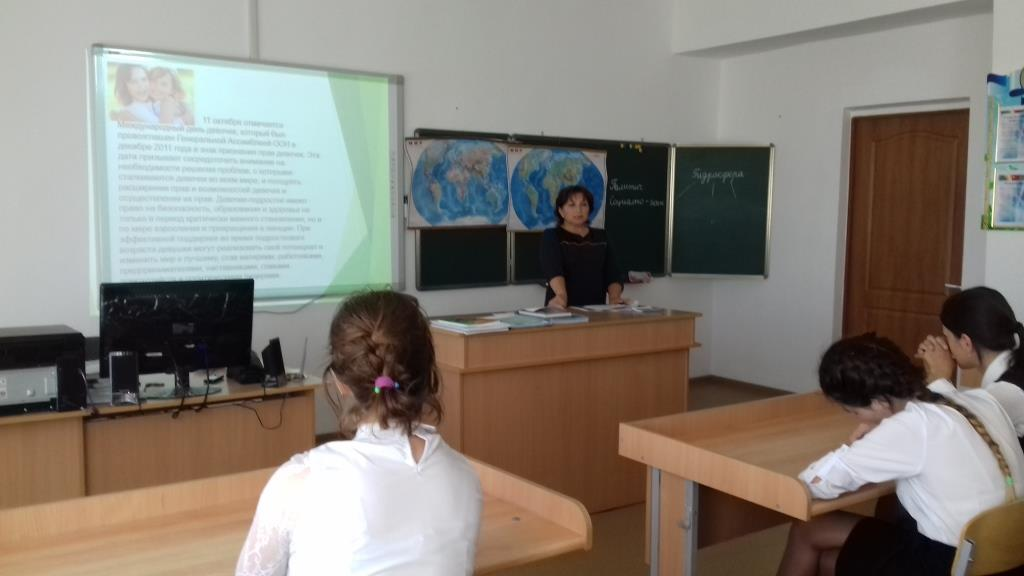 11 октября отмечается
Международный день девочек, который был
провозглашен Генеральной Ассамблеей ООН в
декабре 2011 года в знак признания прав девочек. Эта
дата призывает сосредоточить внимание на
необходимости решения проблем, с которыми
сталкиваются девочки во всем мире, и поощрять
расширение прав и возможностей девочек и
осуществление их прав. Девочки-подростки имеют
право на безопасность, образование и здоровье не
только в период критически важного становления, но и
по мере взросления и превращения в женщин. При
эффективной поддержке во время подросткового
возраста девушки могут реализовать свой потенциал и
изменить мир к лучшему, став матерями, работниками,
предпринимателями, наставниками, главами
Полит
Социально - экон
Гидросфера